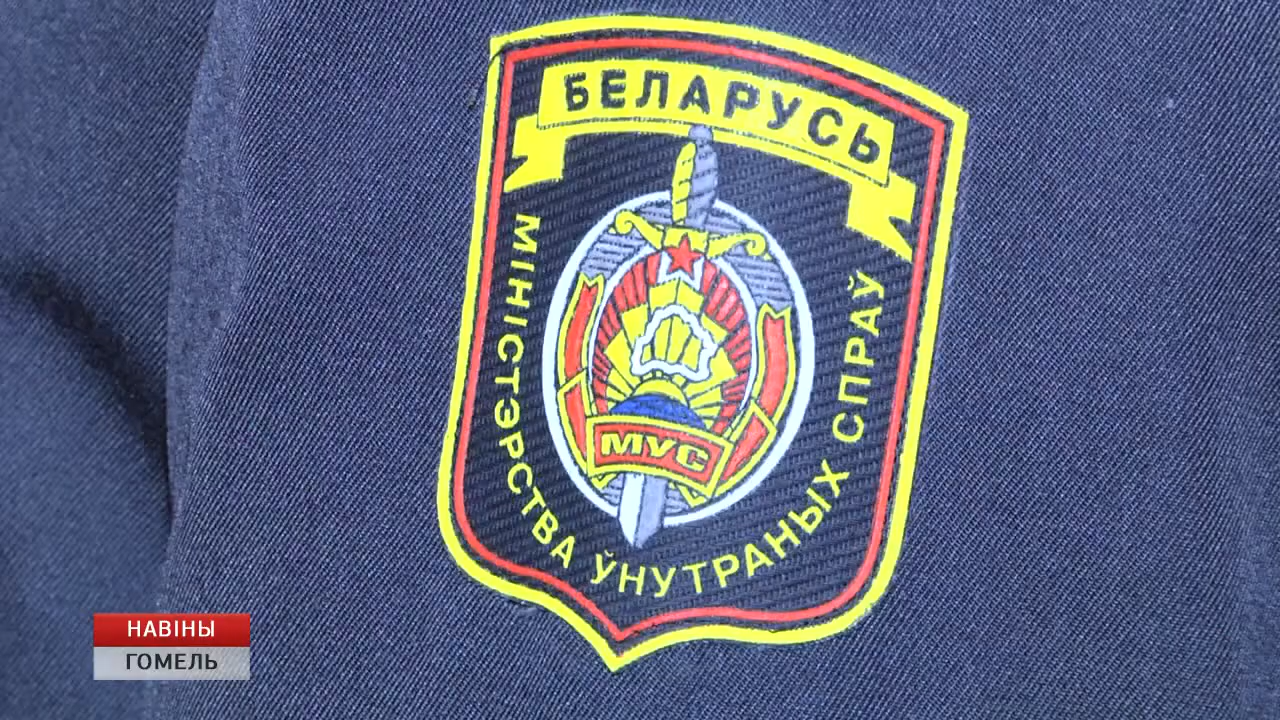 БЕЛАРУСЬ
МІНІСТЭРСТВА ЎНУТРАНЫХ СПРАЎ
МУС
НАВІНЫ
ГОМЕЛЬ